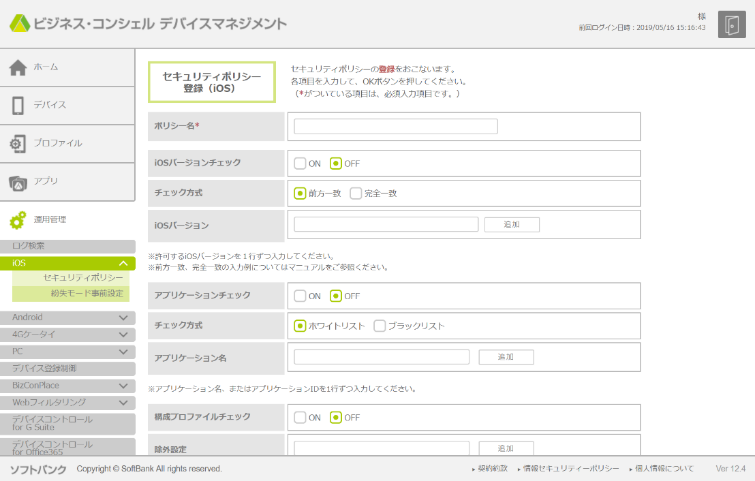 ビジネス・コンシェル デバイスマネジメント
様
前回ログイン日時：2019/05/16 15:16:43
ホーム
デバイス
プロファイル
アプリ
運用管理
ログ検索
iOS
セキュリティポリシー
紛失モード事前設定
Android
4Gケータイ
PC
デバイス登録制御
BizConPlace
Webフィルタリング
デバイスコントロール
for G Suite
デバイスコントロール
for Office365
セキュリティポリシー
登録（iOS）
セキュリティポリシーの登録をおこないます。
各項目を入力して、OKボタンを押してください。
（*がついている項目は、必須入力項目です。）
ポリシー名*
iOSバージョンチェック ON OFF
チェック方式 前方一致 完全一致
iOSバージョン 追加
※許可するiOSバージョンを１行ずつ入力してください。
※前方一致、完全一致の入力例についてはマニュアルをご参照ください。
アプリケーションチェック ON OFF
チェック方式 ホワイトリスト ブラックリスト
アプリケーション名 追加
※アプリケーション名、またはアプリケーションIDを1行ずつ入力してください。
構成プロファイルチェック ON OFF
除外設定 追加
ソフトバンク Copyright © SoftBank All rights reserved.
契約約款 情報セキュリティーポリシー 個人情報について Ver 12.4